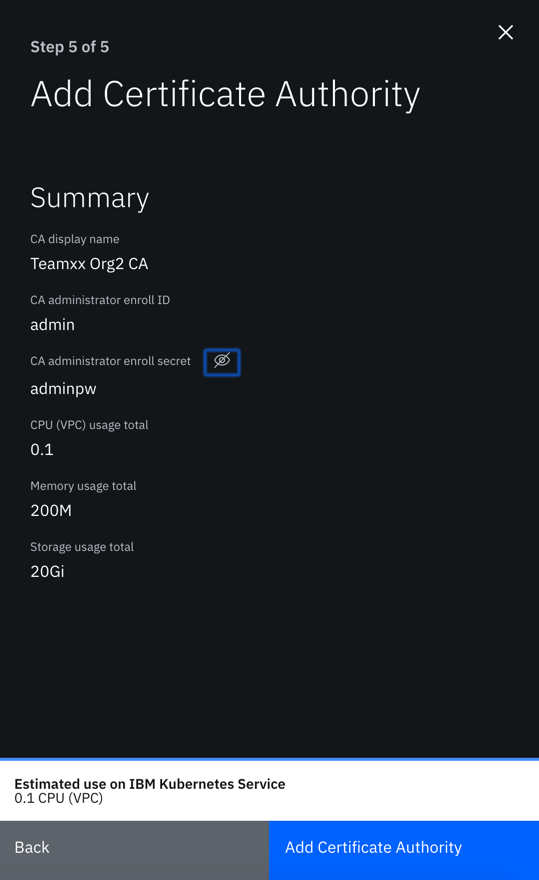 Step 5 of 5
Add Certificate Authority
Summary
CA display name
Teamxx Org2 CA
CA administrator enroll ID
admin
CA administrator enroll secret
adminpw
CPU (VPC) usage total
0.1
Memory usage total
200M
Storage usage total
20Gi
Estimated use on IBM Kubernetes Service
0.1 CPU (VPC)
Back
Add Certificate Authority